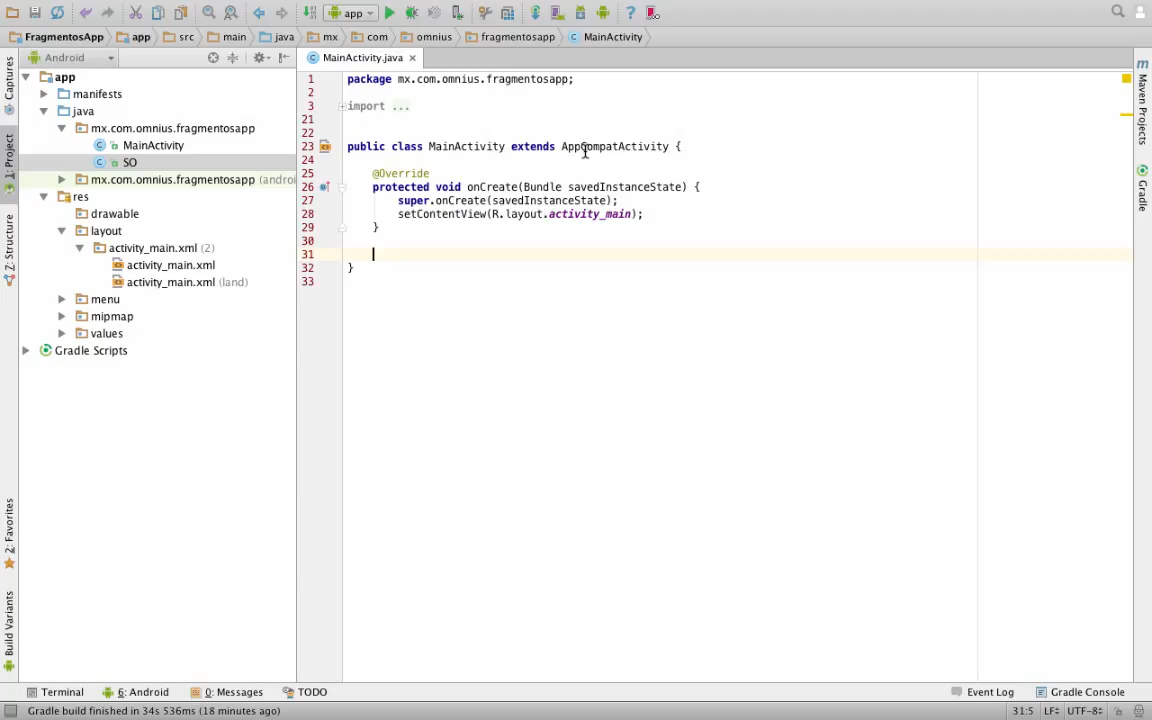 app
FragmentosApp app src main java mx com omnius fragmentosapp MainActivity
Android
MainActivity.java
Captures
1: Project
Z: Structure
2: Favorites
Build Variants
app
manifests
java
mx.com.omnius.fragmentosapp
MainActivity
SO
mx.com.omnius.fragmentosapp (androi
res
drawable
layout
activity_main.xml (2)
activity_main.xml
activity_main.xml (land)
menu
mipmap
values
Gradle Scripts
1 package mx.com.omnius.fragmentosapp;
2
3 import ...
21
22
23 public class MainActivity extends AppCompatActivity {
24
25 @Override
26 protected void onCreate(Bundle savedInstanceState) {
27 super.onCreate(savedInstanceState);
28 setContentView(R.layout.activity_main);
29 }
30
31
32 }
33
Maven Projects
Gradle
Terminal 6: Android 0: Messages TODO Event Log Gradle Console
Gradle build finished in 34s 536ms (18 minutes ago) 31:5 LF UTF-8